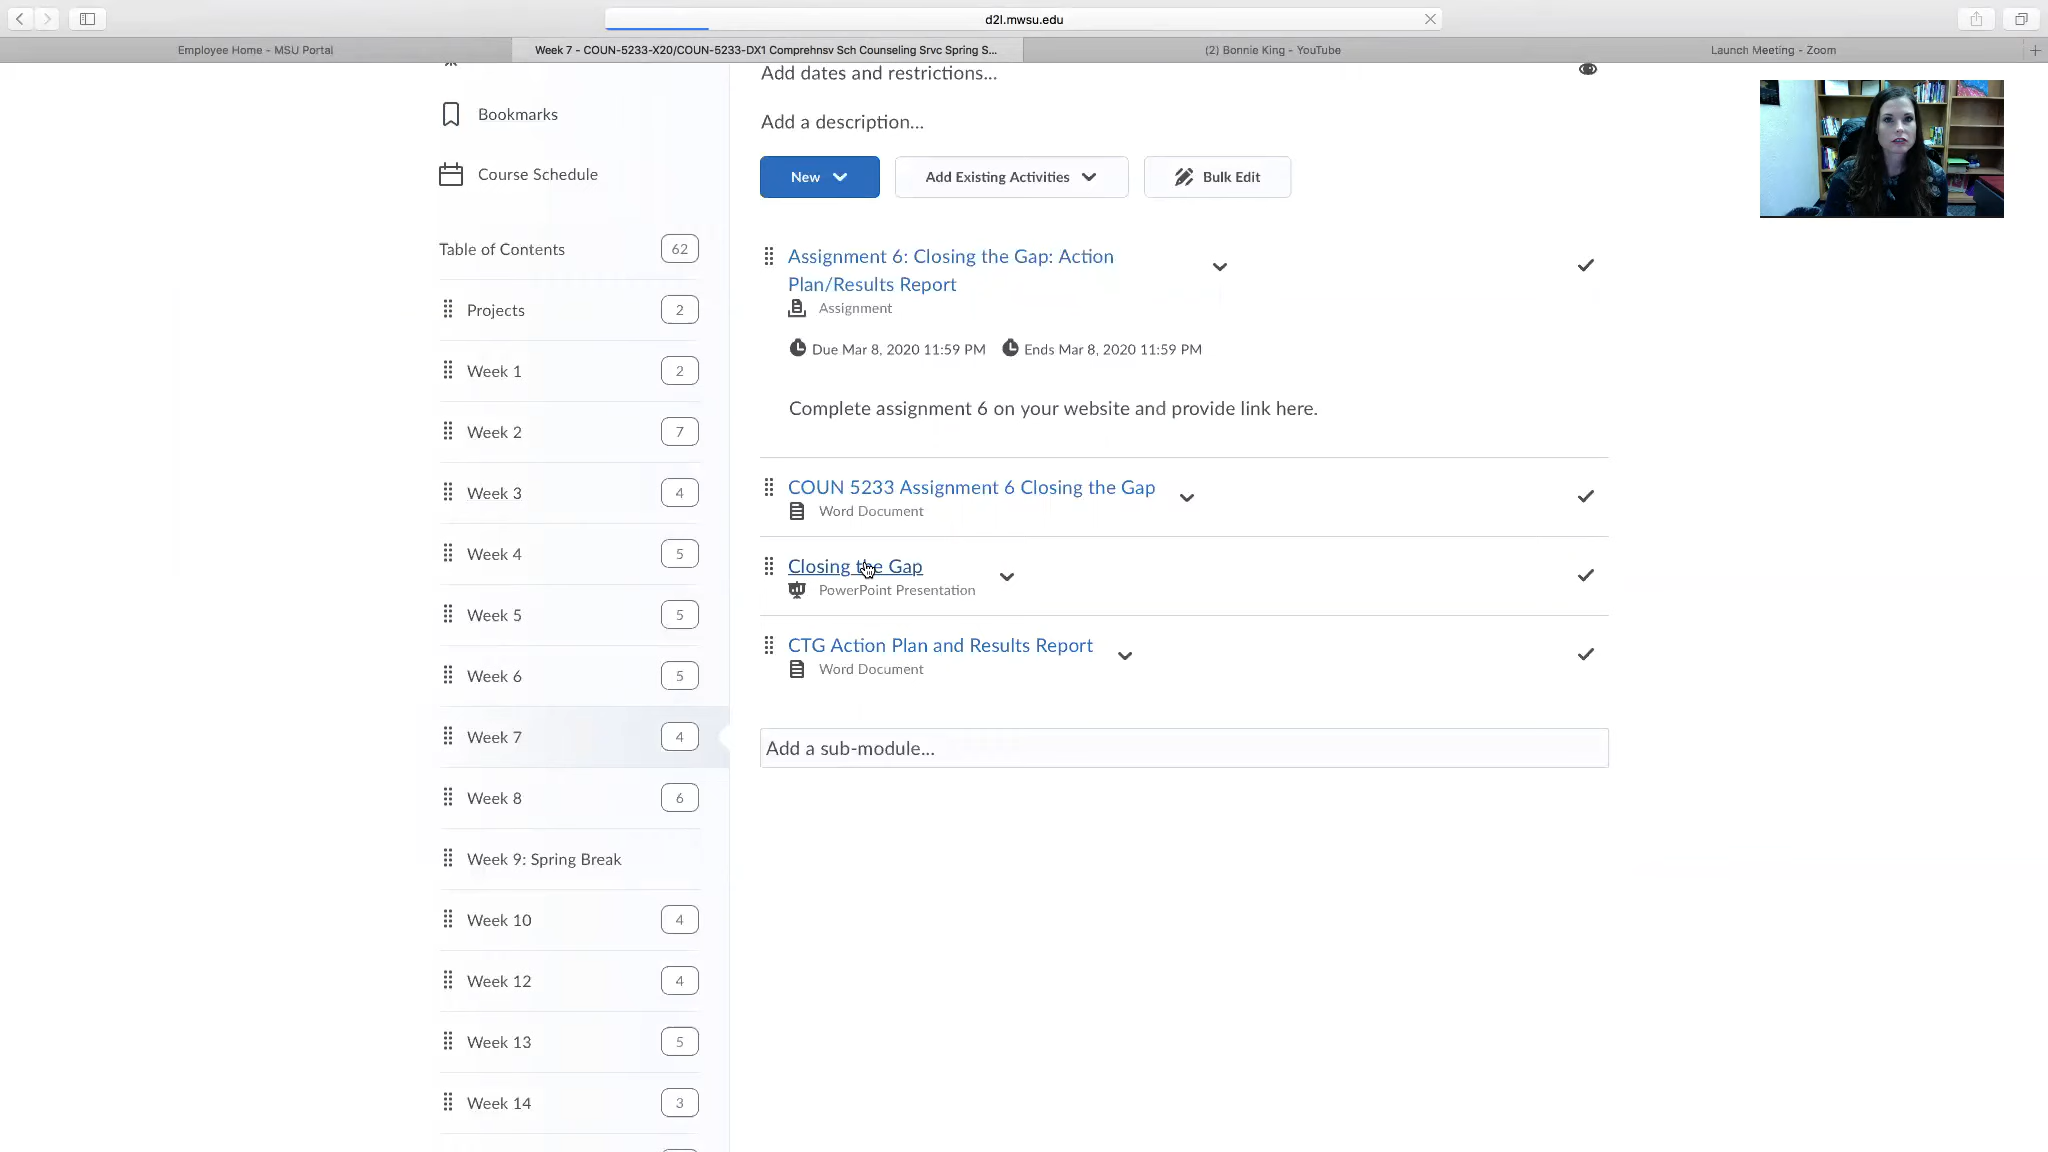 d2l.mwsu.edu
Employee Home - MSU Portal
Week 7 - COUN-5233-X20/COUN-5233-DX1 Comprehnsv Sch Counseling Srvc Spring S...
(2) Bonnie King - YouTube
Launch Meeting - Zoom
Bookmarks
Course Schedule
Table of Contents 62
Projects 2
Week 1 2
Week 2 7
Week 3 4
Week 4 5
Week 5 5
Week 6 5
Week 7 4
Week 8 6
Week 9: Spring Break
Week 10 4
Week 12 4
Week 13 5
Week 14 3
Add dates and restrictions...
Add a description...
New
Add Existing Activities
Bulk Edit
Assignment 6: Closing the Gap: Action
Plan/Results Report
Assignment
Due Mar 8, 2020 11:59 PM Ends Mar 8, 2020 11:59 PM
Complete assignment 6 on your website and provide link here.
COUN 5233 Assignment 6 Closing the Gap
Word Document
Closing the Gap
PowerPoint Presentation
CTG Action Plan and Results Report
Word Document
Add a sub-module...